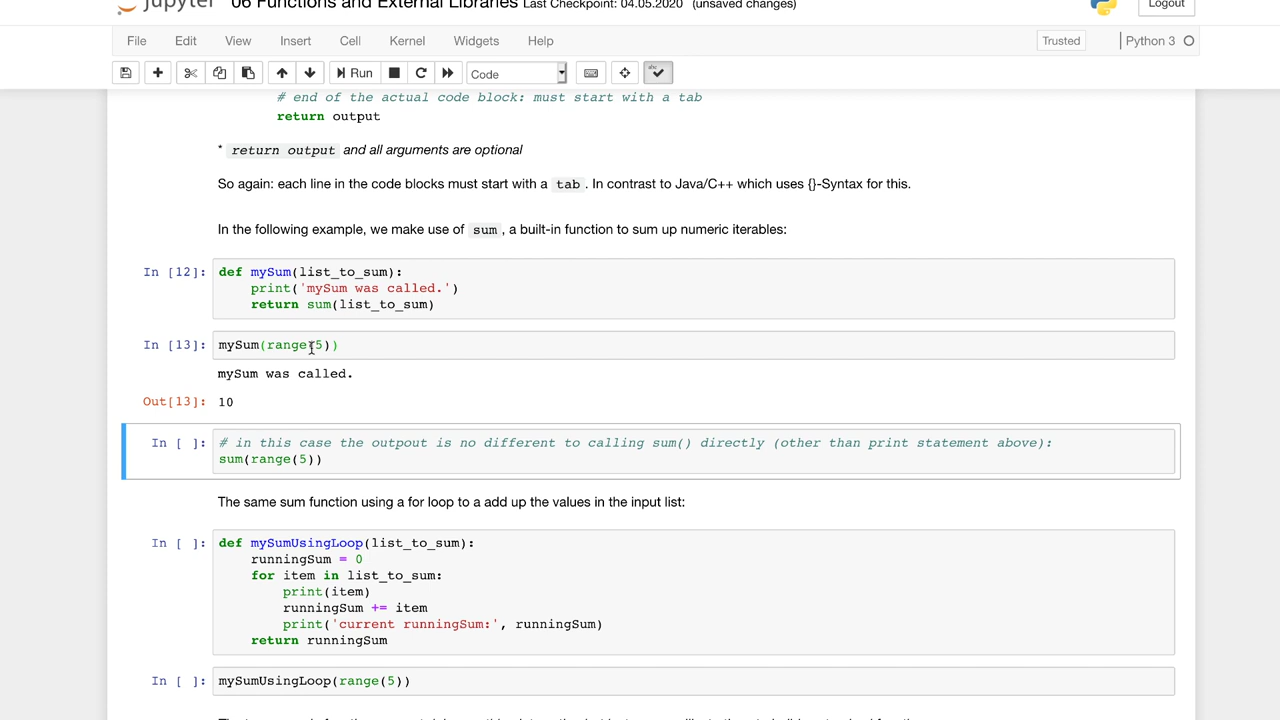 jupyter 06 Functions and External Libraries Last Checkpoint: 04.05.2020 (unsaved changes) Logout
File Edit View Insert Cell Kernel Widgets Help Trusted Python 3
Run Code
# end of the actual code block: must start with a tab
return output
* return output and all arguments are optional
So again: each line in the code blocks must start with a tab . In contrast to Java/C++ which uses {}-Syntax for this.
In the following example, we make use of sum , a built-in function to sum up numeric iterables:
In [12]: def mySum(list_to_sum):
print('mySum was called.')
return sum(list_to_sum)
In [13]: mySum(range(5))
mySum was called.
Out[13]: 10
In [ ]: # in this case the outpout is no different to calling sum() directly (other than print statement above):
sum(range(5))
The same sum function using a for loop to a add up the values in the input list:
In [ ]: def mySumUsingLoop(list_to_sum):
runningSum = 0
for item in list_to_sum:
print(item)
runningSum += item
print('current runningSum:', runningSum)
return runningSum
In [ ]: mySumUsingLoop(range(5))